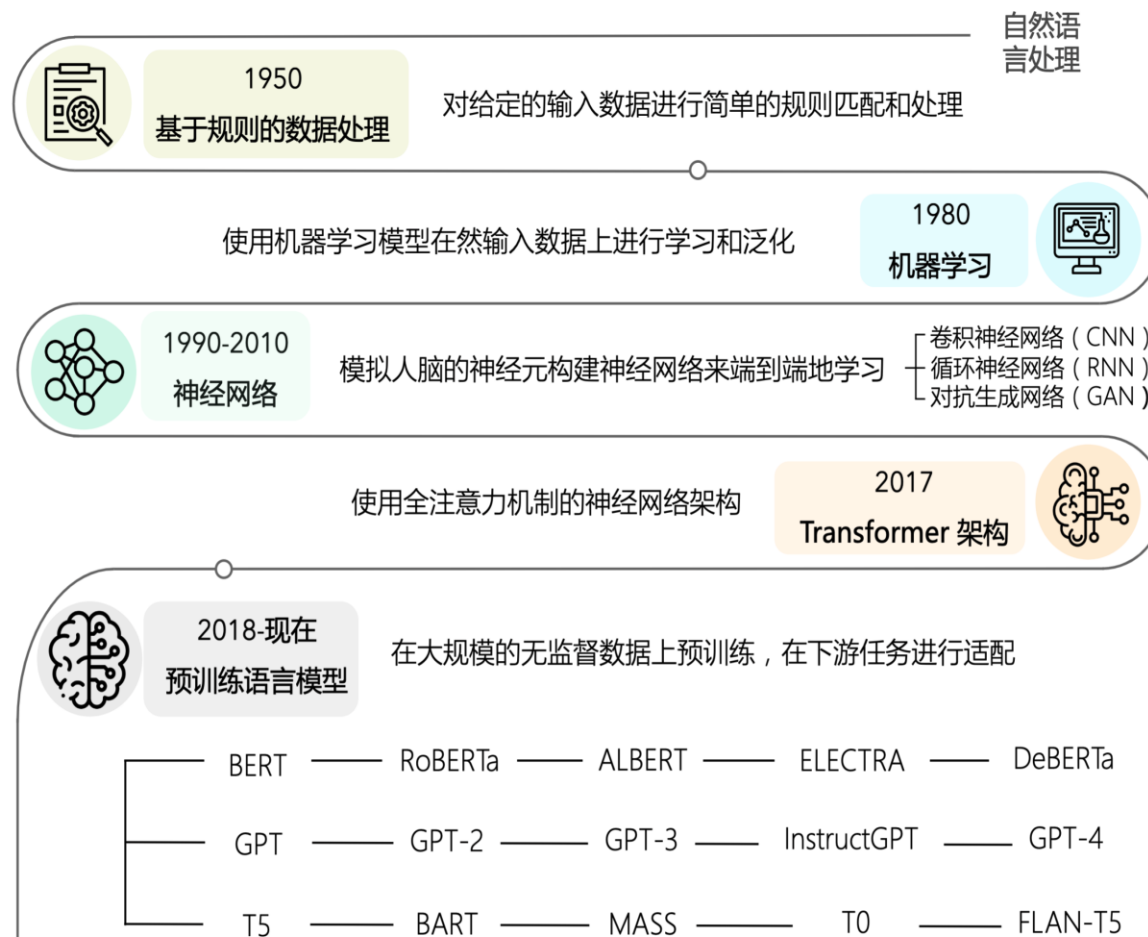 自然语
言处理
1950
基于规则的数据处理
对给定的输入数据进行简单的规则匹配和处理
使用机器学习模型在然输入数据上进行学习和泛化
1980
机器学习
1990-2010
神经网络
模拟人脑的神经元构建神经网络来端到端地学习
卷积神经网络（CNN）
循环神经网络（RNN）
对抗生成网络（GAN）
使用全注意力机制的神经网络架构
2017
Transformer 架构
2018-现在
预训练语言模型
在大规模的无监督数据上预训练，在下游任务进行适配
BERT RoBERTa ALBERT ELECTRA DeBERTa
GPT GPT-2 GPT-3 InstructGPT GPT-4
T5 BART MASS T0 FLAN-T5